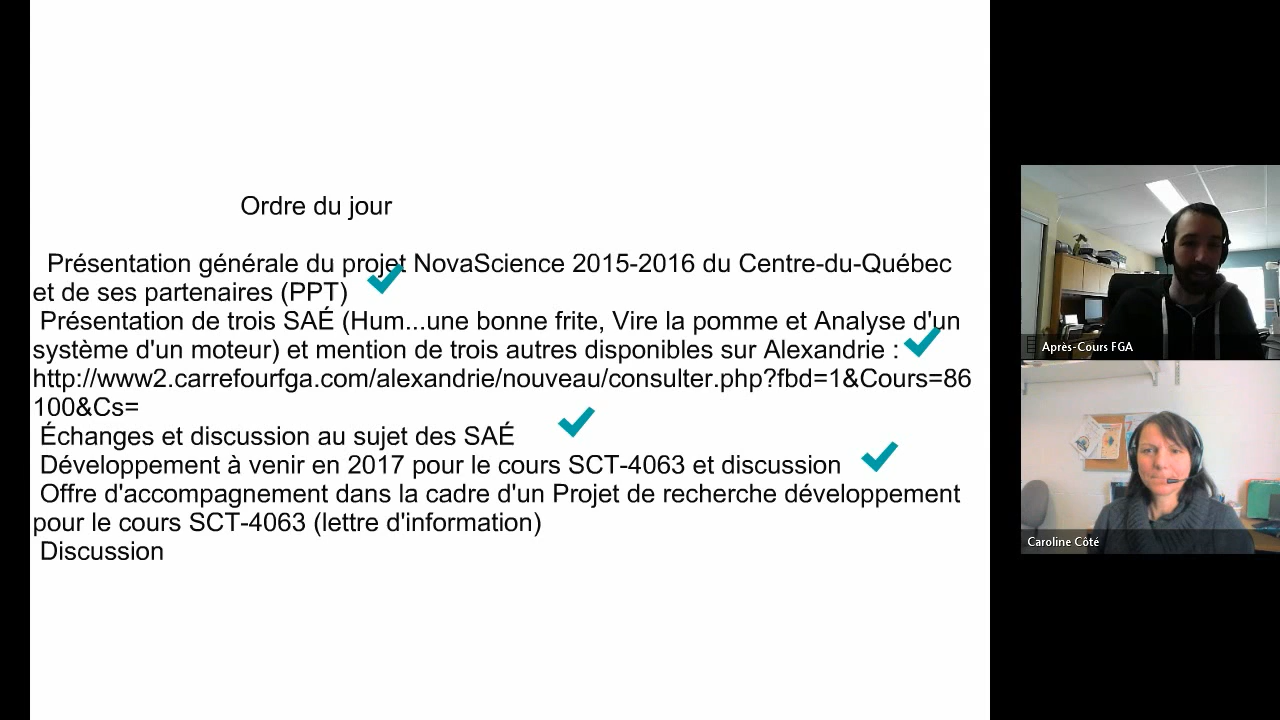 Ordre du jour
Présentation générale du projet NovaScience 2015-2016 du Centre-du-Québec
et de ses partenaires (PPT)
Présentation de trois SAÉ (Hum...une bonne frite, Vire la pomme et Analyse d'un
système d'un moteur) et mention de trois autres disponibles sur Alexandrie :
http://www2.carrefourfga.com/alexandrie/nouveau/consulter.php?fbd=1&Cours=86
100&Cs=
Échanges et discussion au sujet des SAÉ
Développement à venir en 2017 pour le cours SCT-4063 et discussion
Offre d'accompagnement dans la cadre d'un Projet de recherche développement
pour le cours SCT-4063 (lettre d'information)
Discussion
Après-Cours FGA
Caroline Côté